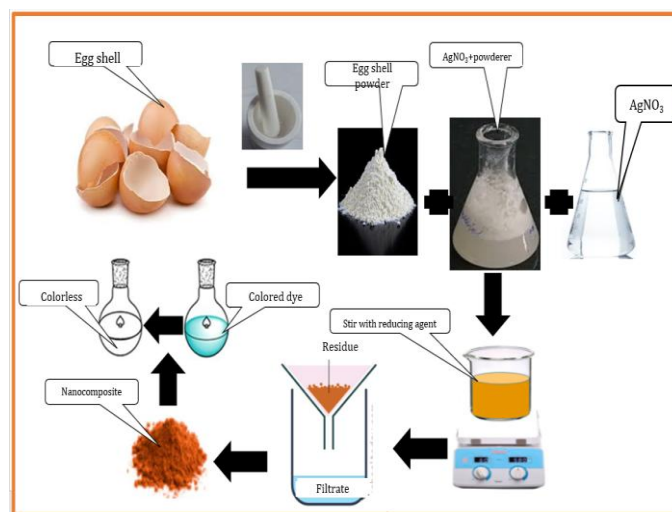 Egg shell
Egg shell
powder
AgNO₃+powderer
AgNO₃
Colorless
Colored dye
Stir with reducing agent
Residue
Nanocomposite
Filtrate